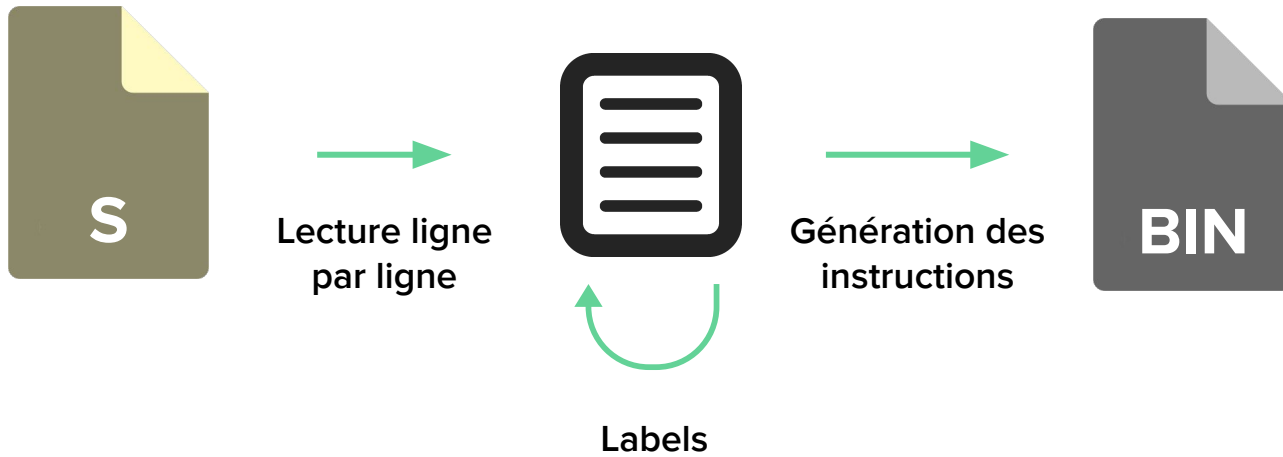 S
Lecture ligne
par ligne
Génération des
instructions
BIN
Labels